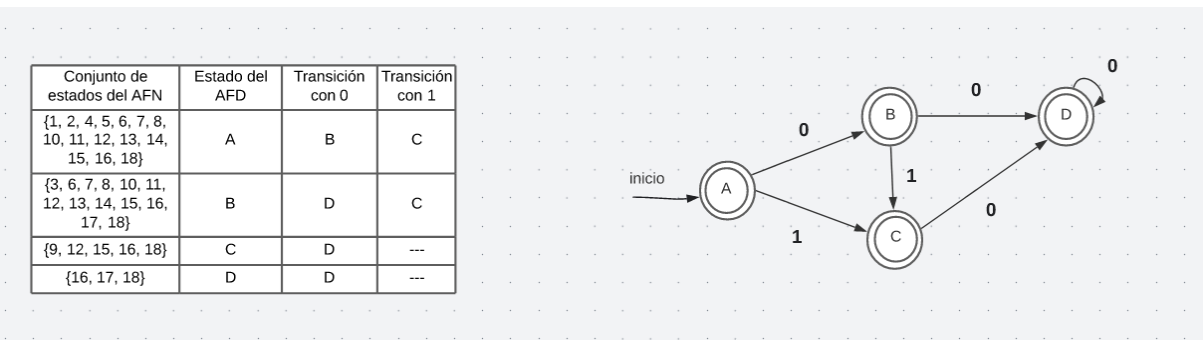 Conjunto de
estados del AFN
Estado del
AFD
Transición
con 0
Transición
con 1
{1, 2, 4, 5, 6, 7, 8,
10, 11, 12, 13, 14,
15, 16, 18}
A
B
C
{3, 6, 7, 8, 10, 11,
12, 13, 14, 15, 16,
17, 18}
B
D
C
{9, 12, 15, 16, 18}
C
D
---
{16, 17, 18}
D
D
---
inicio
A
0
1
B
0
1
C
0
D
0